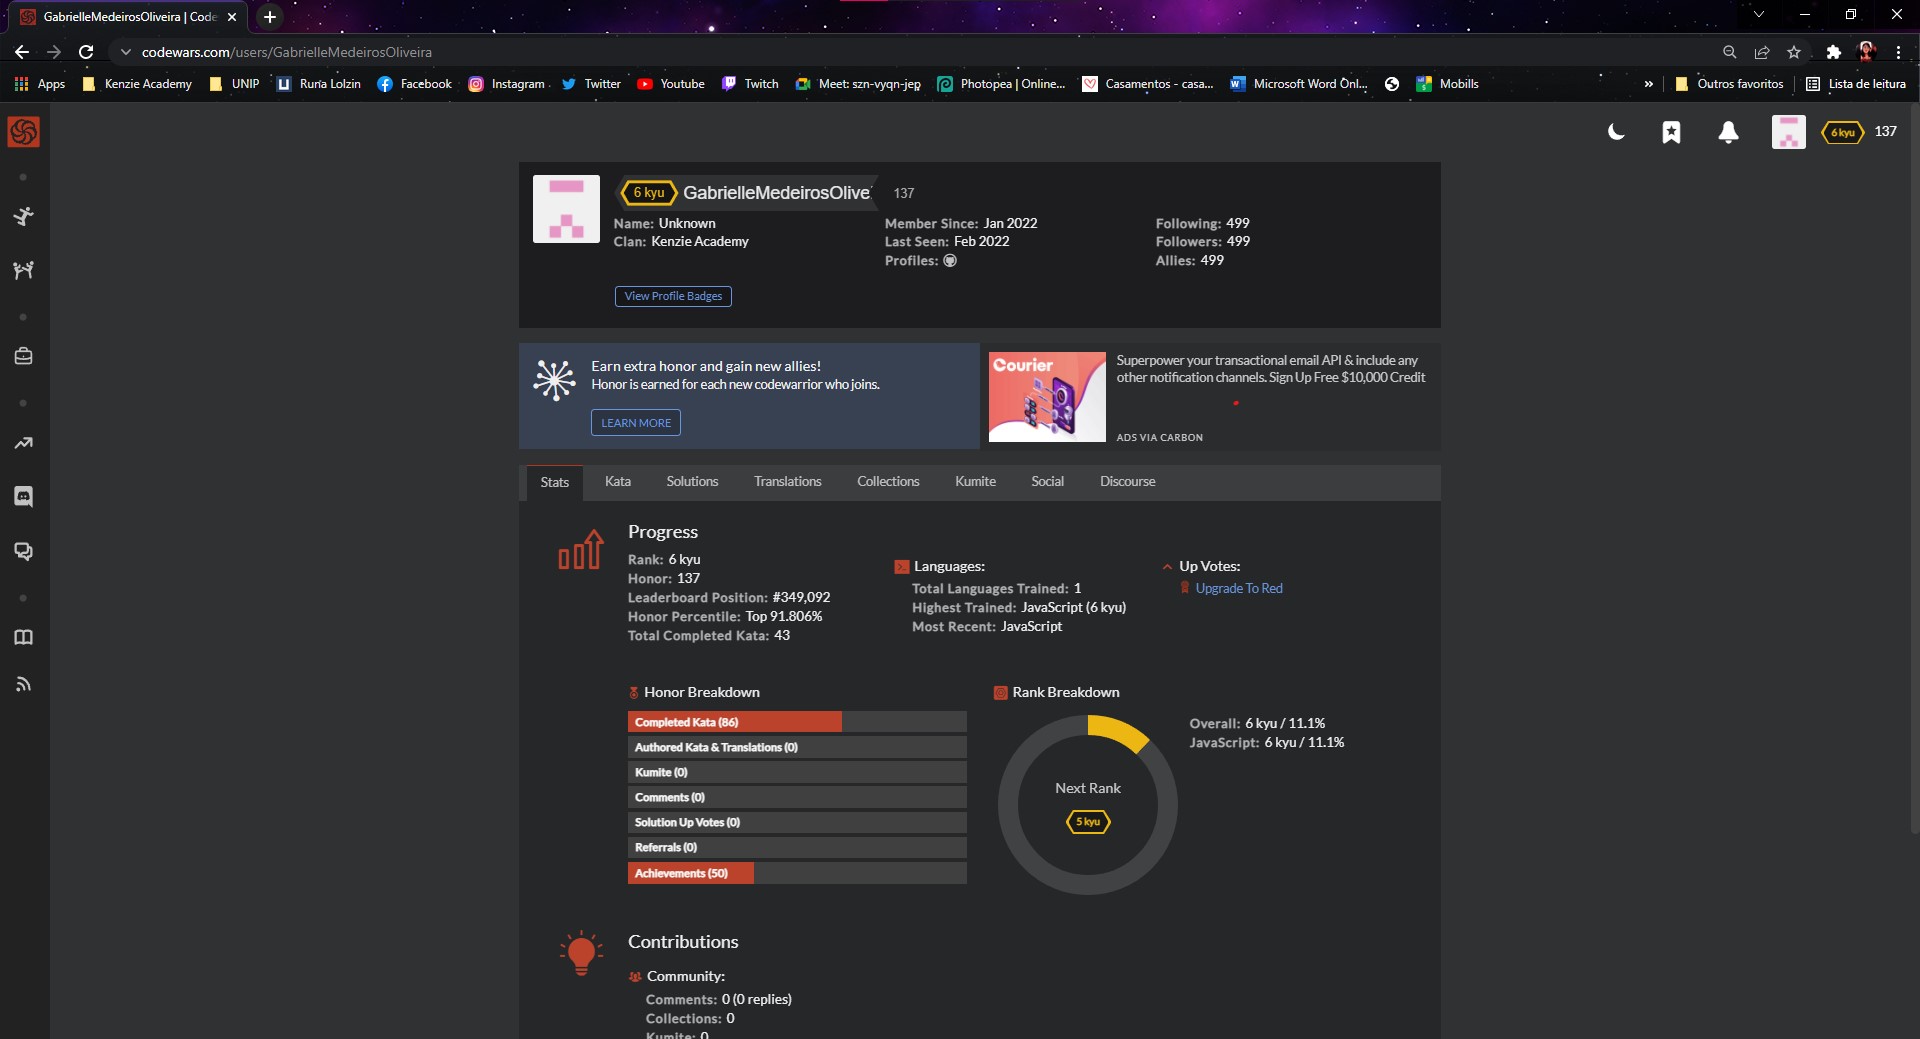 GabrielleMedeirosOliveira | Code
codewars.com/users/GabrielleMedeirosOliveira
Apps Kenzie Academy UNIP Runa Lolzin Facebook Instagram Twitter Youtube Twitch Meet: szn-vyqn-jep Photopea | Online... Casamentos - casa... Microsoft Word Onl... Mobills » Outros favoritos Lista de leitura
6 kyu 137
6 kyu GabrielleMedeirosOlive 137
Name: Unknown
Clan: Kenzie Academy
Member Since: Jan 2022
Last Seen: Feb 2022
Profiles:
Following: 499
Followers: 499
Allies: 499
View Profile Badges
Earn extra honor and gain new allies!
Honor is earned for each new codewarrior who joins.
LEARN MORE
Courier
Superpower your transactional email API & include any
other notification channels. Sign Up Free $10,000 Credit
ADS VIA CARBON
Stats Kata Solutions Translations Collections Kumite Social Discourse
Progress
Rank: 6 kyu
Honor: 137
Leaderboard Position: #349,092
Honor Percentile: Top 91.806%
Total Completed Kata: 43
Languages:
Total Languages Trained: 1
Highest Trained: JavaScript (6 kyu)
Most Recent: JavaScript
Up Votes:
Upgrade To Red
Honor Breakdown
Completed Kata (86)
Authored Kata & Translations (0)
Kumite (0)
Comments (0)
Solution Up Votes (0)
Referrals (0)
Achievements (50)
Rank Breakdown
Next Rank
5 kyu
Overall: 6 kyu / 11.1%
JavaScript: 6 kyu / 11.1%
Contributions
Community:
Comments: 0 (0 replies)
Collections: 0
Kumite: 0